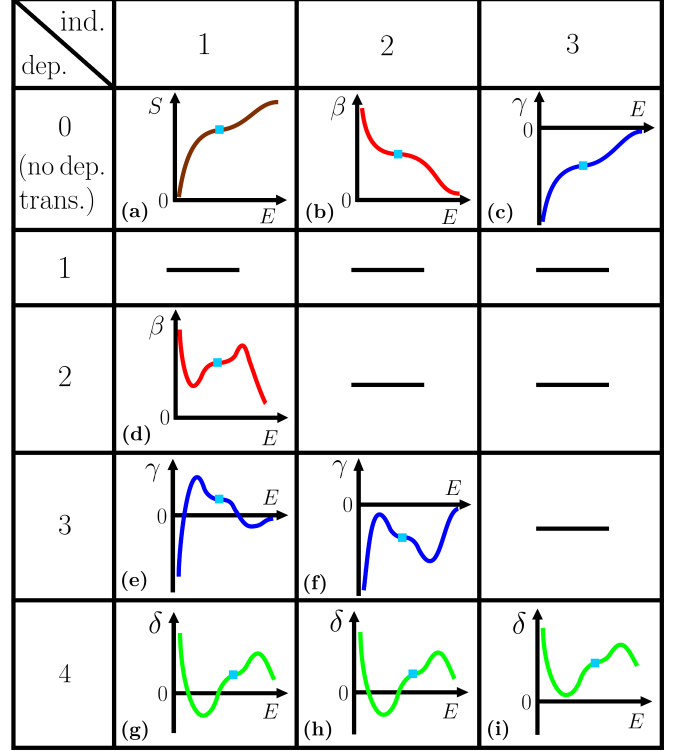 ind.
dep.
1
2
3
0
(no dep.
trans.)
S
0
E
(a)
β
0
E
(b)
γ
0
E
(c)
1
2
β
0
E
(d)
3
γ
0
E
(e)
γ
0
E
(f)
4
δ
0
E
(g)
δ
0
E
(h)
δ
0
E
(i)